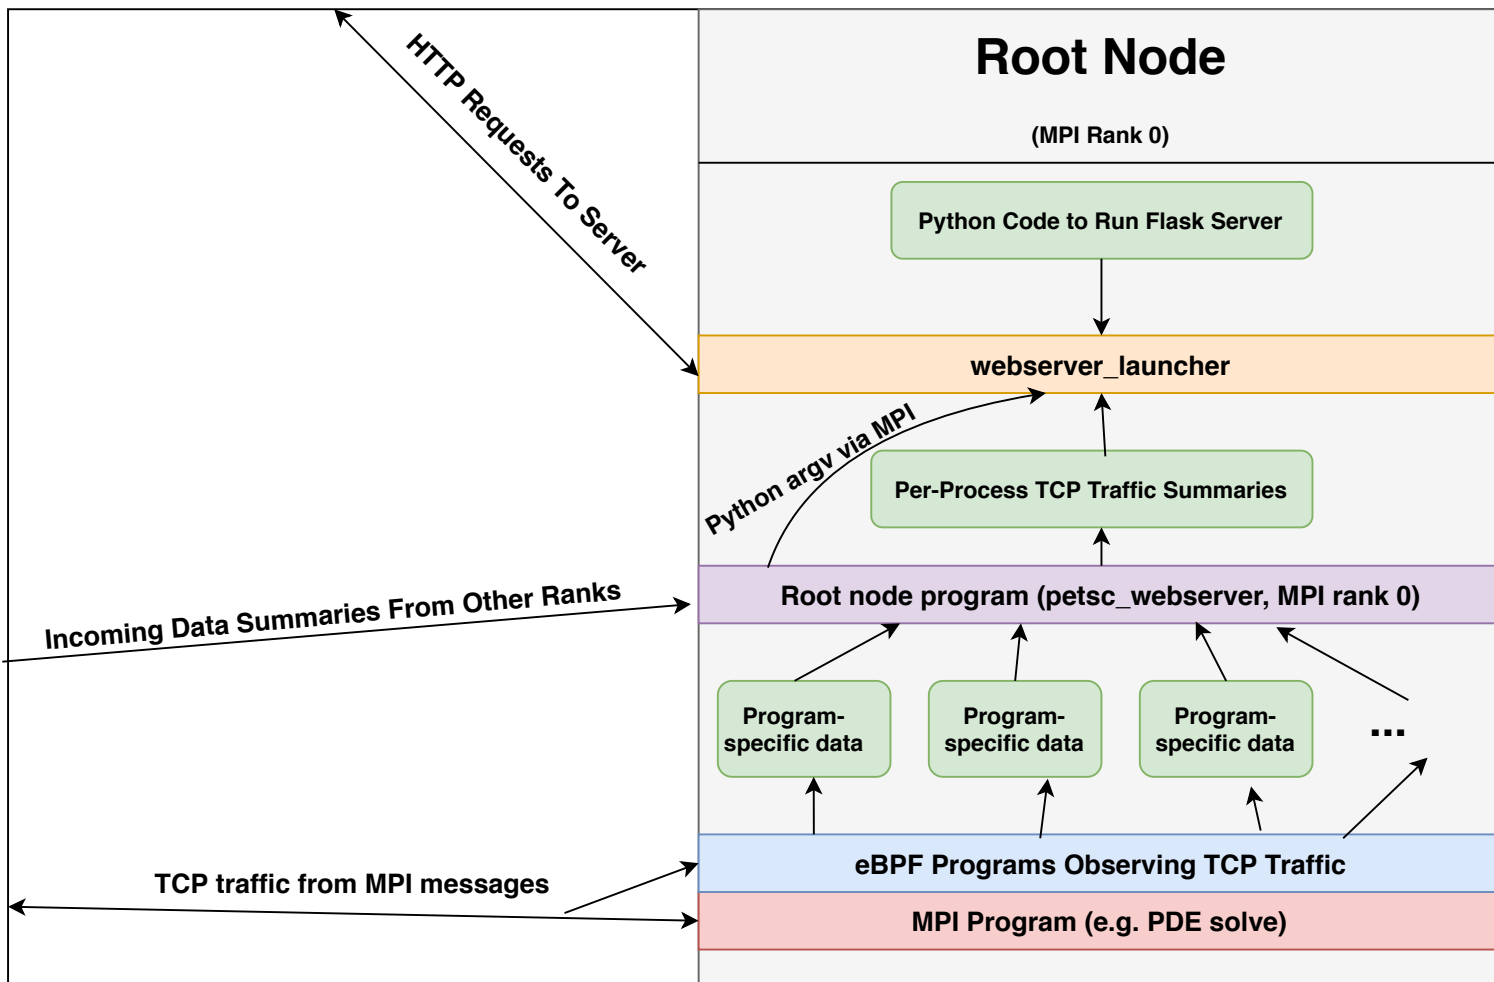 Root Node
(MPI Rank 0)
HTTP Requests To Server
Python Code to Run Flask Server
webserver_launcher
Python argv via MPI
Per-Process TCP Traffic Summaries
Incoming Data Summaries From Other Ranks
Root node program (petsc_webserver, MPI rank 0)
Program-
specific data
Program-
specific data
Program-
specific data
...
TCP traffic from MPI messages
eBPF Programs Observing TCP Traffic
MPI Program (e.g. PDE solve)